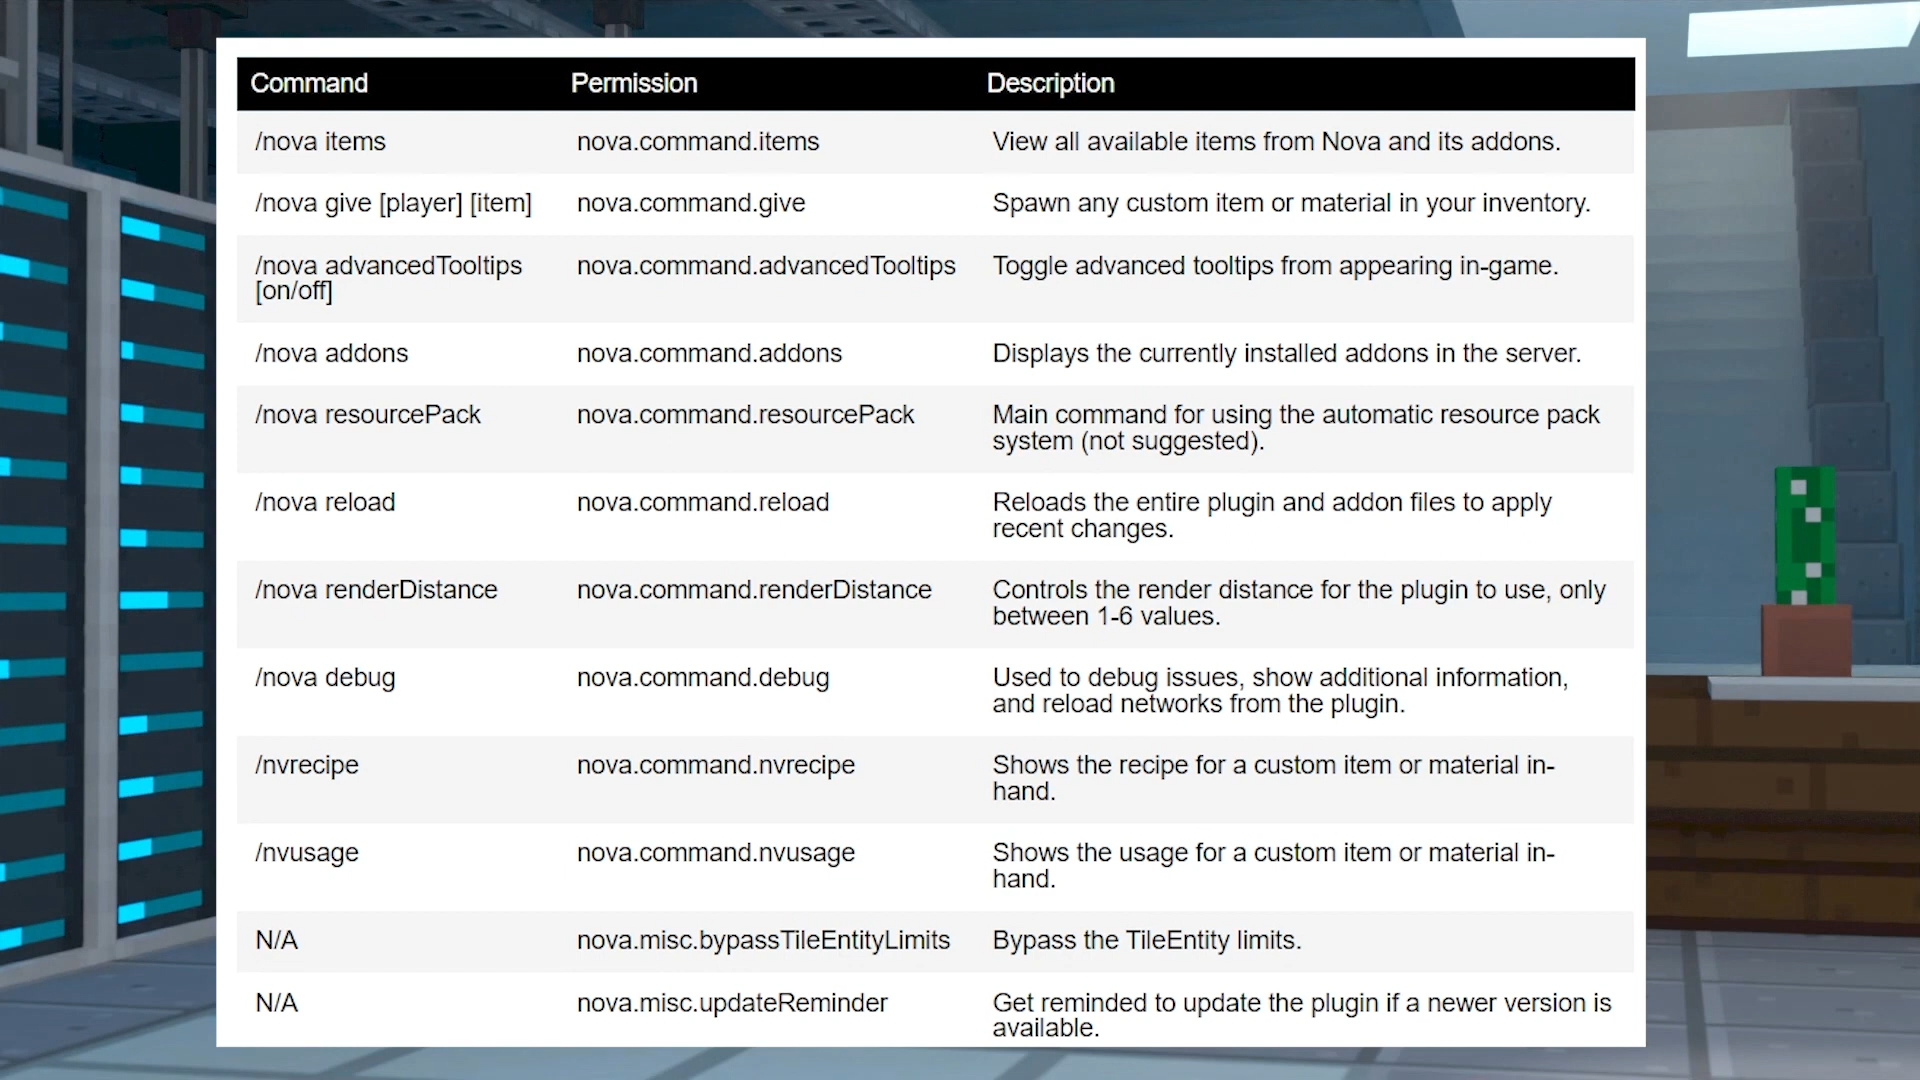 Command Permission Description
/nova items nova.command.items View all available items from Nova and its addons.
/nova give [player] [item] nova.command.give Spawn any custom item or material in your inventory.
/nova advancedTooltips nova.command.advancedTooltips Toggle advanced tooltips from appearing in-game.
[on/off]
/nova addons nova.command.addons Displays the currently installed addons in the server.
/nova resourcePack nova.command.resourcePack Main command for using the automatic resource pack
system (not suggested).
/nova reload nova.command.reload Reloads the entire plugin and addon files to apply
recent changes.
/nova renderDistance nova.command.renderDistance Controls the render distance for the plugin to use, only
between 1-6 values.
/nova debug nova.command.debug Used to debug issues, show additional information,
and reload networks from the plugin.
/nvrecipe nova.command.nvrecipe Shows the recipe for a custom item or material in-
hand.
/nvusage nova.command.nvusage Shows the usage for a custom item or material in-
hand.
N/A nova.misc.bypassTileEntityLimits Bypass the TileEntity limits.
N/A nova.misc.updateReminder Get reminded to update the plugin if a newer version is
available.